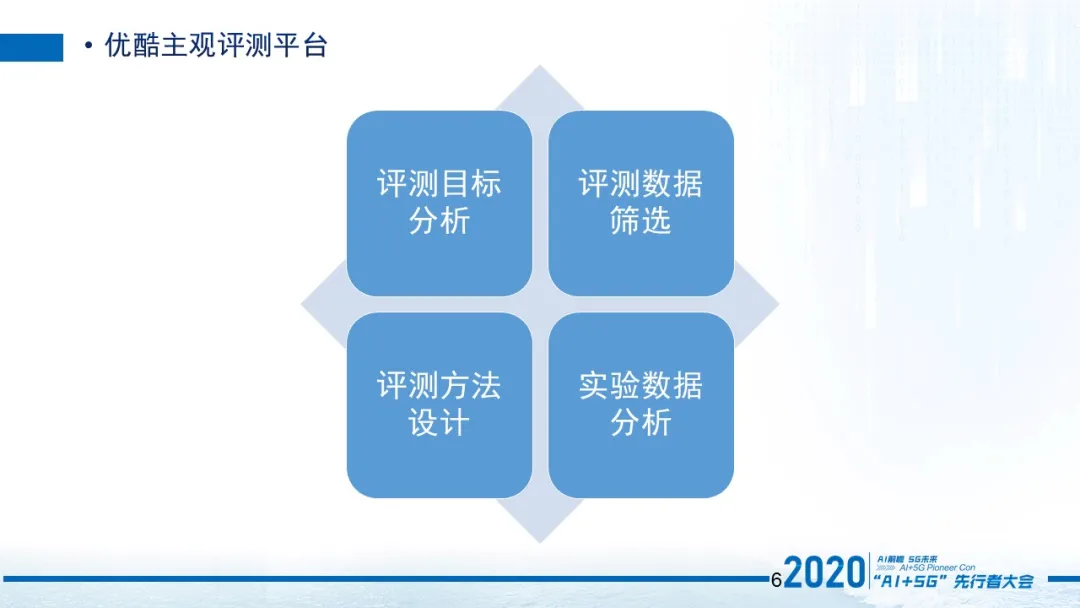 • 优酷主观评测平台
评测目标
分析
评测数据
筛选
评测方法
设计
实验数据
分析
6
2020
AI解框 5G未来
AI+5G Pioneer Con
“AI+5G”先行者大会